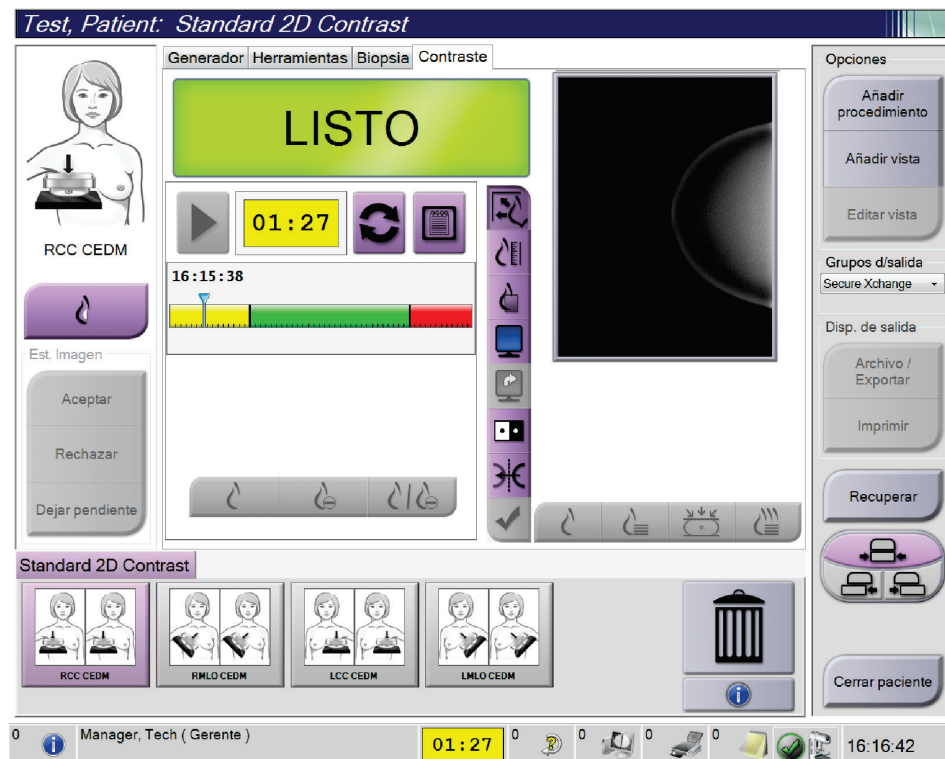 Test, Patient: Standard 2D Contrast
Generador Herramientas Biopsia Contraste
LISTO
RCC CEDM
01:27
16:15:38
Est. Imagen
Aceptar
Rechazar
Dejar pendiente
Opciones
Añadir
procedimiento
Añadir vista
Editar vista
Grupos d/salida
Secure Xchange
Disp. de salida
Archivo /
Exportar
Imprimir
Recuperar
Cerrar paciente
Standard 2D Contrast
RCC CEDM
RMLO CEDM
LCC CEDM
LMLO CEDM
0 Manager, Tech ( Gerente ) 01:27 0 0 0 0 16:16:42